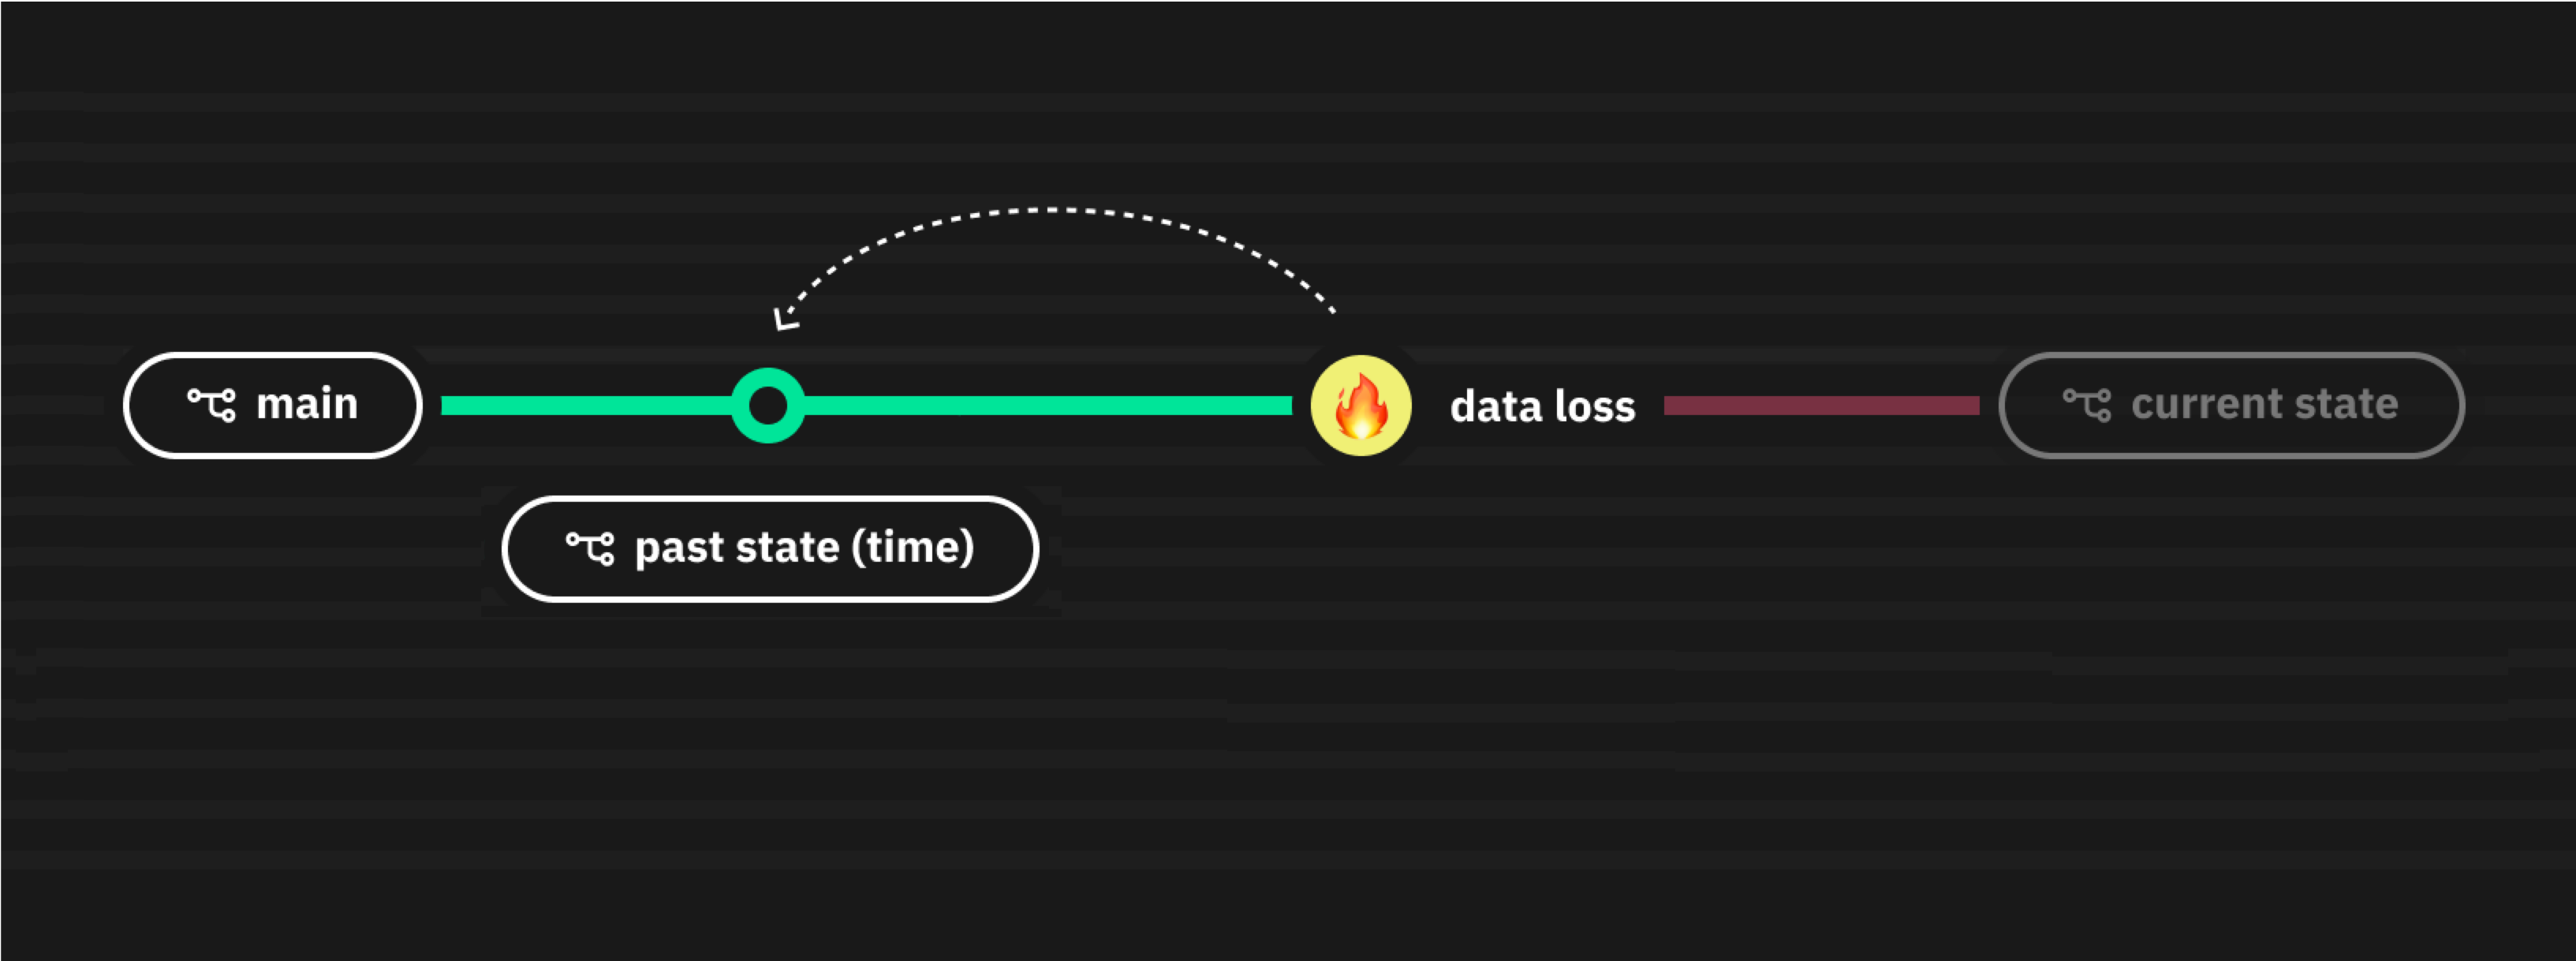 main
data loss
current state
past state (time)